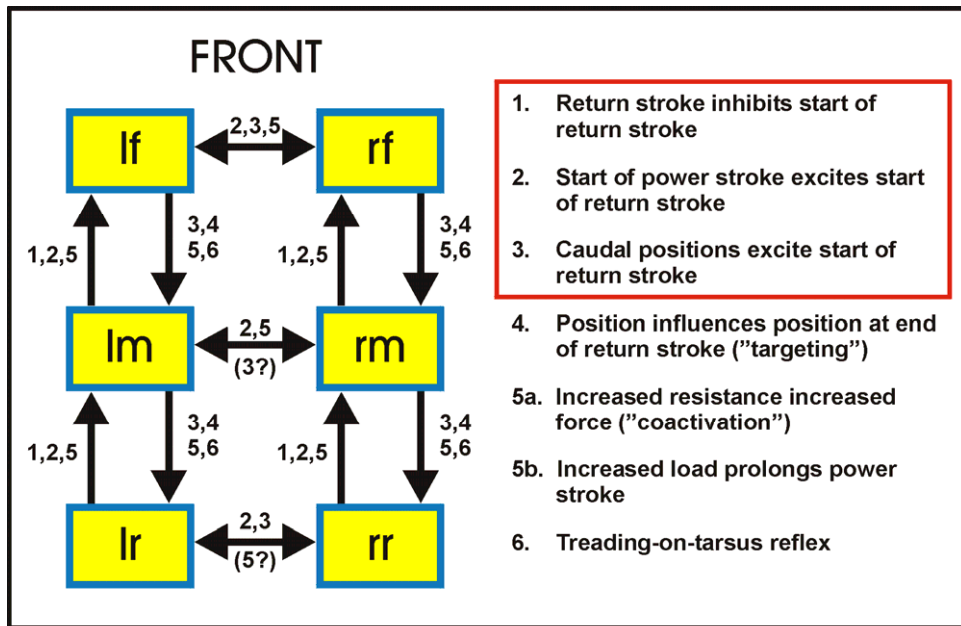 FRONT
lf
2,3,5
rf
1,2,5
3,4
5,6
1,2,5
3,4
5,6
lm
2,5
(3?)
rm
1,2,5
3,4
5,6
1,2,5
3,4
5,6
lr
2,3
(5?)
rr
1. Return stroke inhibits start of
return stroke
2. Start of power stroke excites start
of return stroke
3. Caudal positions excite start of
return stroke
4. Position influences position at end
of return stroke ("targeting")
5a. Increased resistance increased
force ("coactivation")
5b. Increased load prolongs power
stroke
6. Treading-on-tarsus reflex